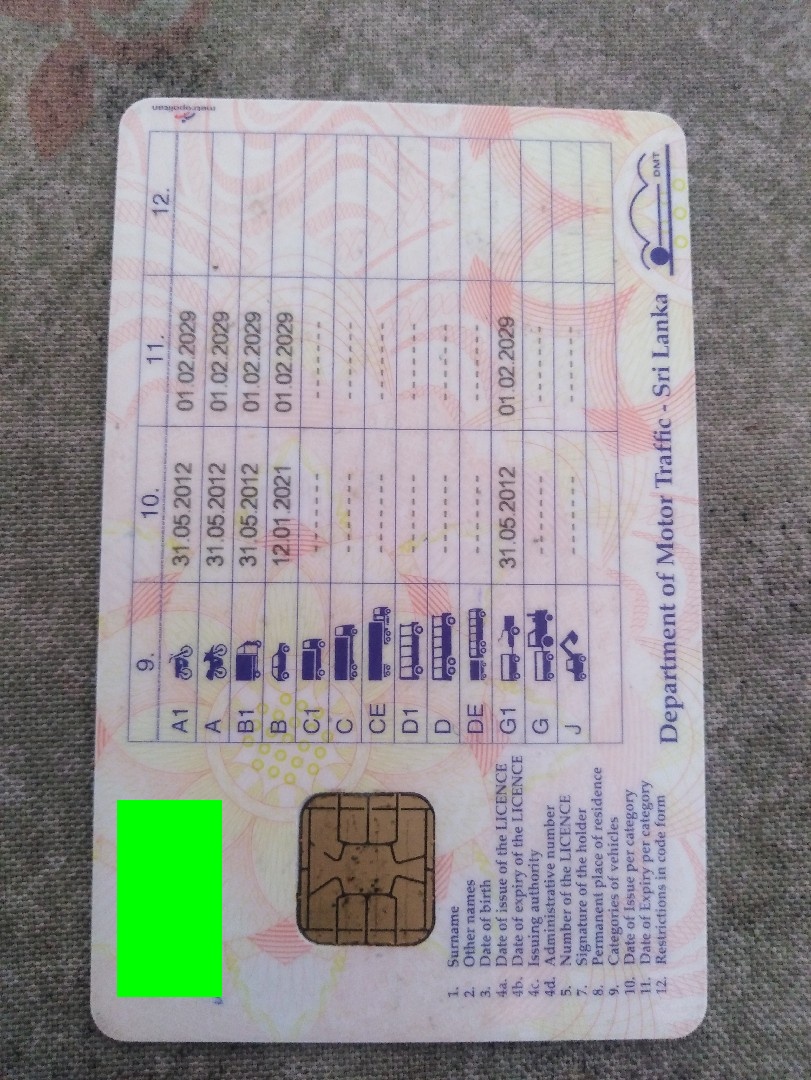 metropolitan
9. 10. 11. 12.
A1 31.05.2012 01.02.2029
A 31.05.2012 01.02.2029
B1 31.05.2012 01.02.2029
B 12.01.2021 01.02.2029
C1 ------- -------
C ------- -------
CE ------- -------
D1 ------- -------
D ------- -------
DE ------- -------
G1 31.05.2012 01.02.2029
G ------- -------
J ------- -------
1. Surname
2. Other names
3. Date of birth
4a. Date of issue of the LICENCE
4b. Date of expiry of the LICENCE
4c. Issuing authority
4d. Administrative number
5. Number of the LICENCE
7. Signature of the holder
8. Permanent place of residence
9. Categories of vehicles
10. Date of Issue per category
11. Date of Expiry per category
12. Restrictions in code form
Department of Motor Traffic - Sri Lanka
DMT